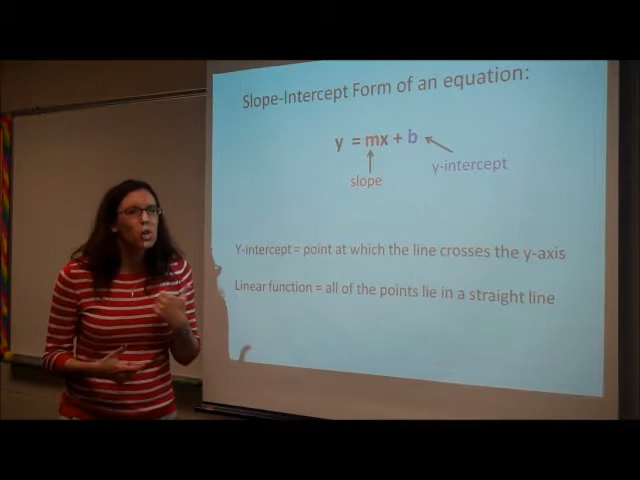 Slope-Intercept Form of an equation:
y = mx + b
y-intercept
slope
Y-intercept = point at which the line crosses the y-axis
Linear function = all of the points lie in a straight line